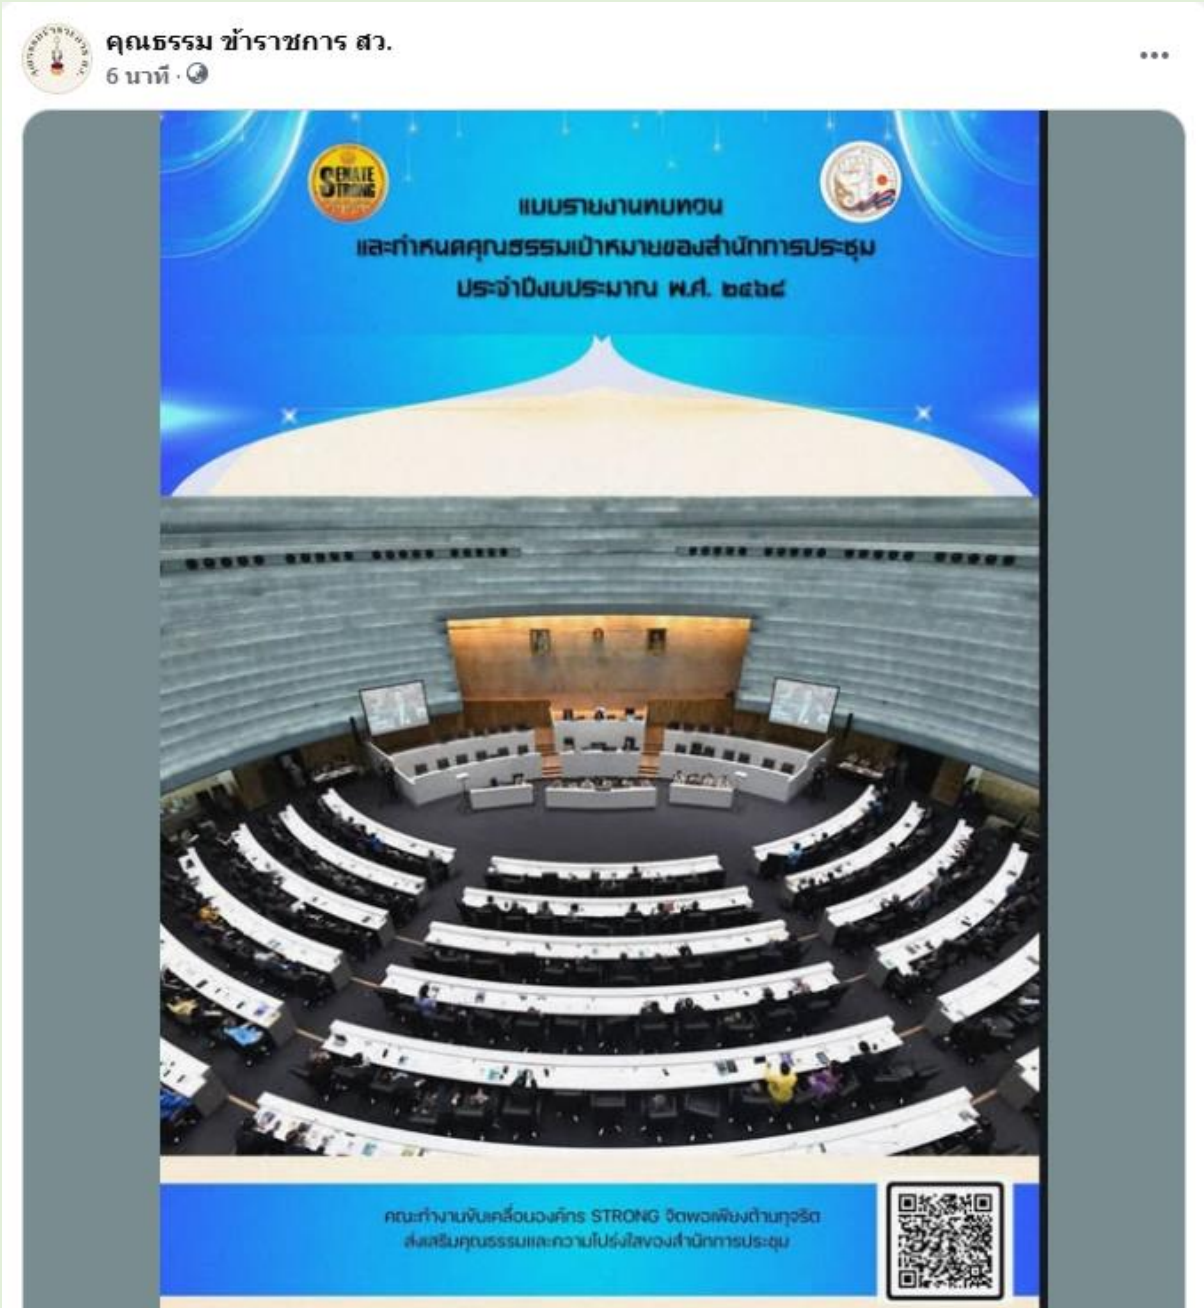 คุณธรรม ข้าราชการ สว.
6 นาที ·
SENATE
STRONG
แบบรายงานทบทวน
และกำหนดคุณธรรมเป้าหมายของสำนักการประชุม
ประจำปีงบประมาณ พ.ศ. ๒๕๖๘
คณะทำงานขับเคลื่อนองค์กร STRONG จิตพอเพียงต้านทุจริต
ส่งเสริมคุณธรรมและความโปร่งใสของสำนักการประชุม